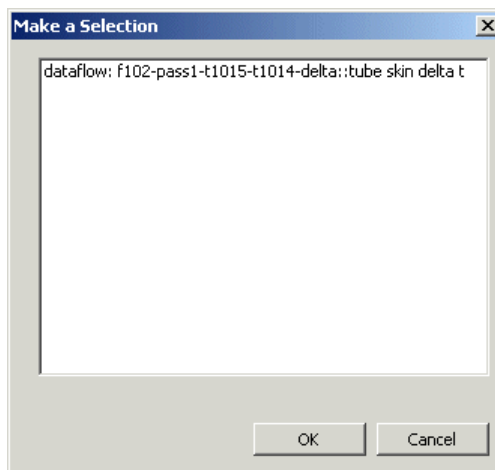 Make a Selection
dataflow: f102-pass1-t1015-t1014-delta::tube skin delta t
OK
Cancel